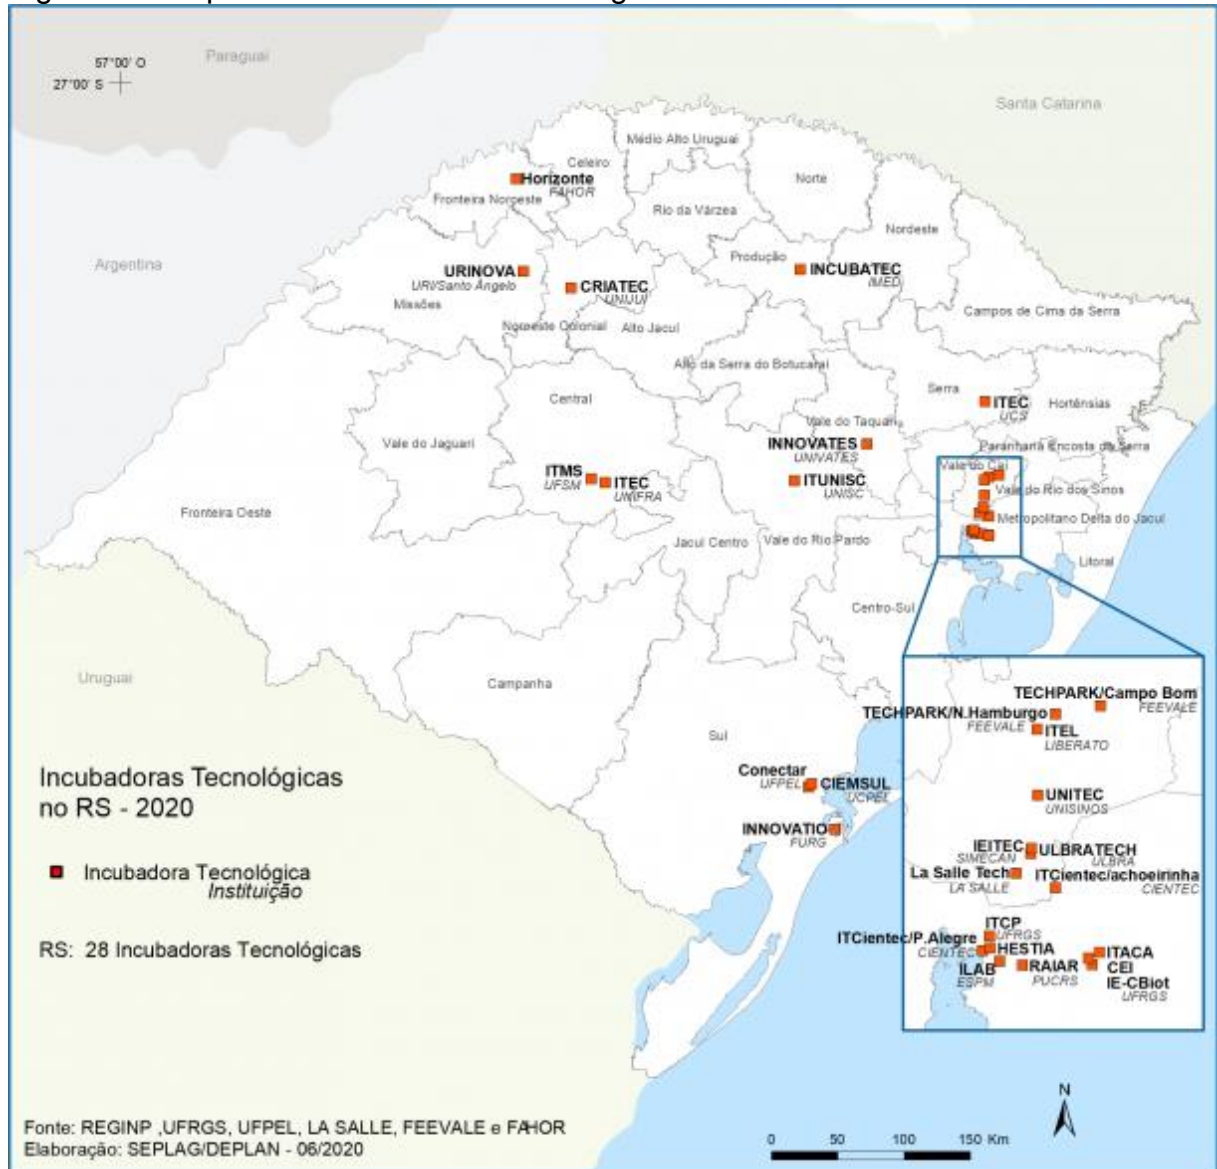 57°00' O
27°00' S
Paraguai
Santa Catarina
Argentina
Uruguai
Médio Alto Uruguai
Celeiro
Norte
Horizonte
FAHOR
Fronteira Noroeste
Rio da Várzea
Nordeste
Produção
URINOVA
URI/Santo Ângelo
Missões
CRIATEC
UNIJUI
INCUBATEC
IMED
Noroeste Colonial
Alto Jacuí
Campos de Cima da Serra
Alto da Serra do Botucaraí
Central
Serra
ITEC
UCS
Hortênsias
Vale do Jaguari
Vale do Taquari
INNOVATES
UNIVATES
Paranhana Encosta da Serra
Vale do Caí
ITMS
UFSM
ITEC
UNIFRA
ITUNISC
UNISC
Vale do Rio dos Sinos
Fronteira Oeste
Metropolitano Delta do Jacuí
Jacuí Centro
Vale do Rio Pardo
Litoral
Centro-Sul
Campanha
Sul
Conectar
UFPEL
CIEMSUL
UCPEL
INNOVATIO
FURG
TECHPARK/Campo Bom
FEEVALE
TECHPARK/N.Hamburgo
FEEVALE
ITEL
LIBERATO
UNITEC
UNISINOS
IEITEC
SIMECAN
ULBRATECH
ULBRA
La Salle Tech
LA SALLE
ITCientec/achoeirinha
CIENTEC
ITCP
UFRGS
ITCientec/P.Alegre
CIENTEC
HESTIA
ILAB
ESPM
RAIAR
PUCRS
ITACA
CEI
IE-CBiot
UFRGS
Incubadoras Tecnológicas
no RS - 2020
Incubadora Tecnológica
Instituição
RS: 28 Incubadoras Tecnológicas
Fonte: REGINP ,UFRGS, UFPEL, LA SALLE, FEEVALE e FAHOR
Elaboração: SEPLAG/DEPLAN - 06/2020
N
0 50 100 150 Km